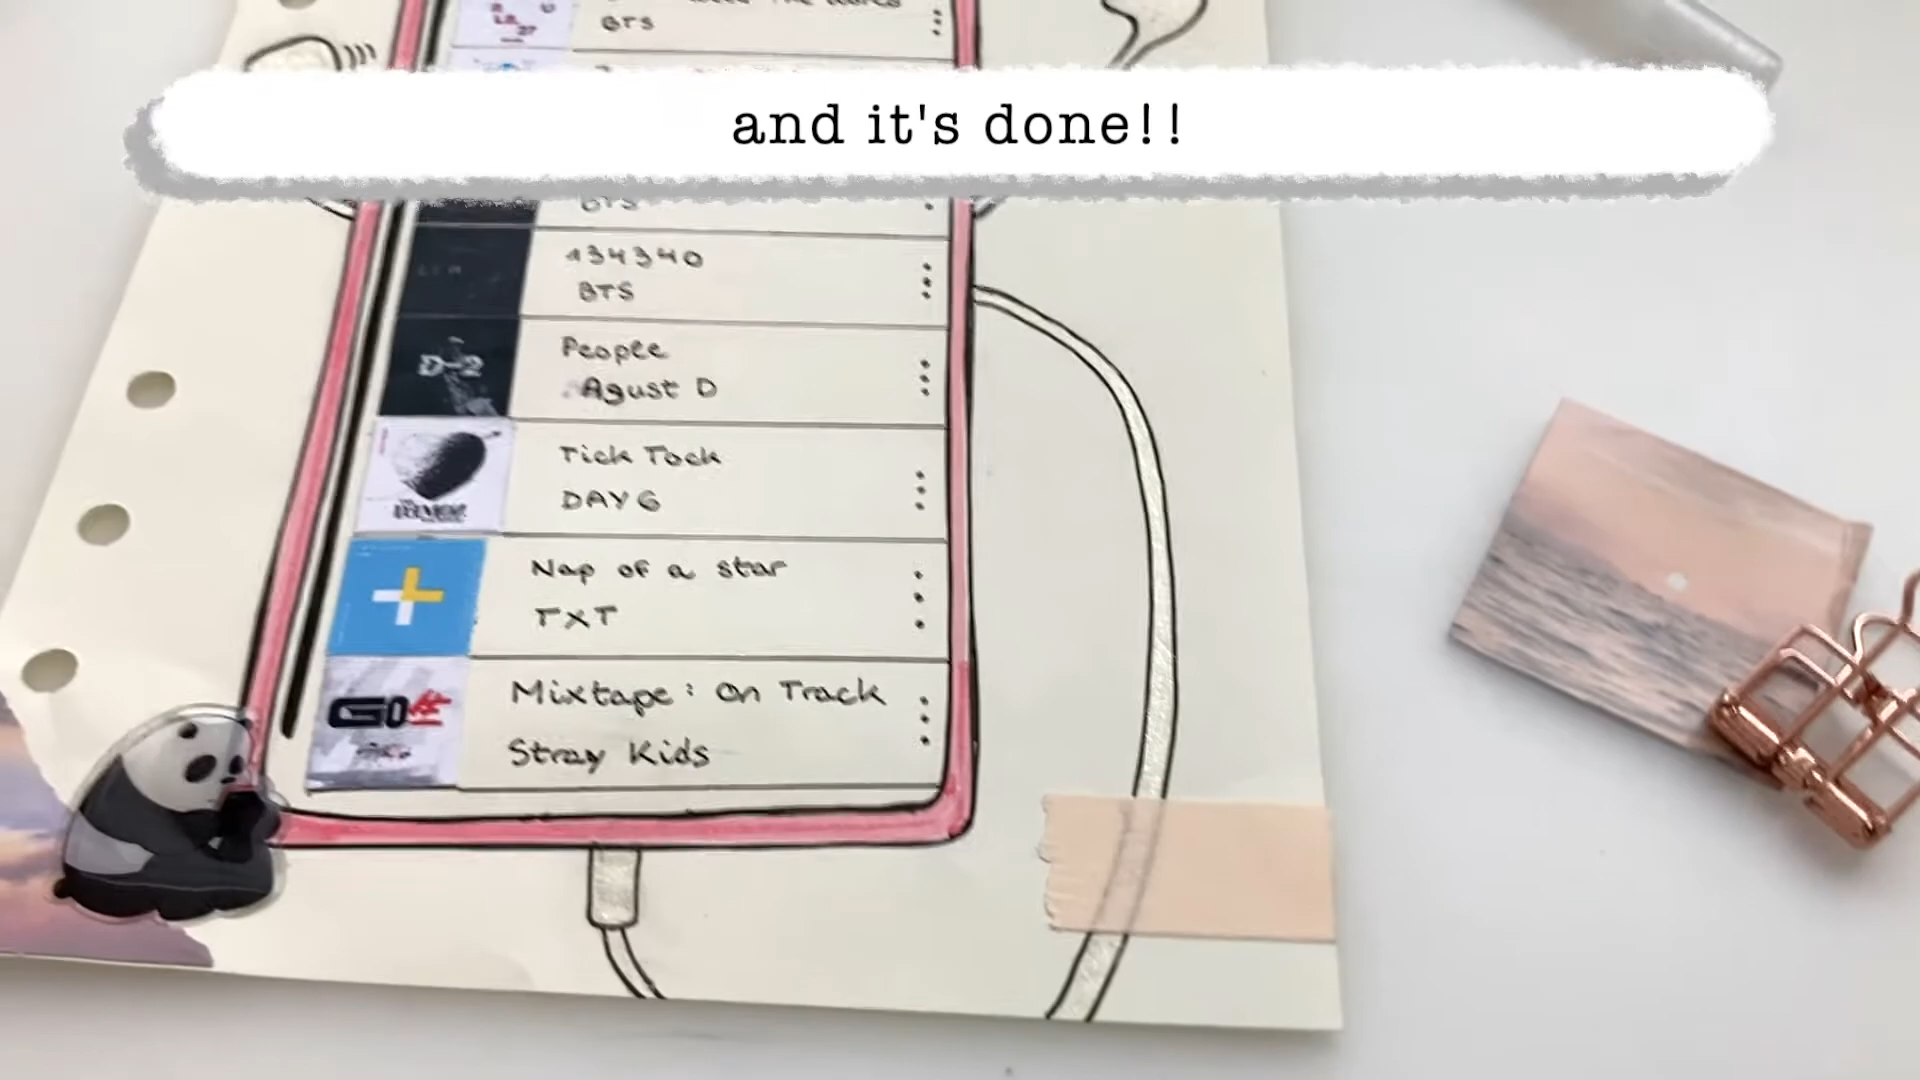 BTS
and it's done!!
BTS
134340
BTS
D-2
People
Agust D
Tick Tock
DAY6
Nap of a star
TXT
GO
Mixtape : On Track
Stray Kids